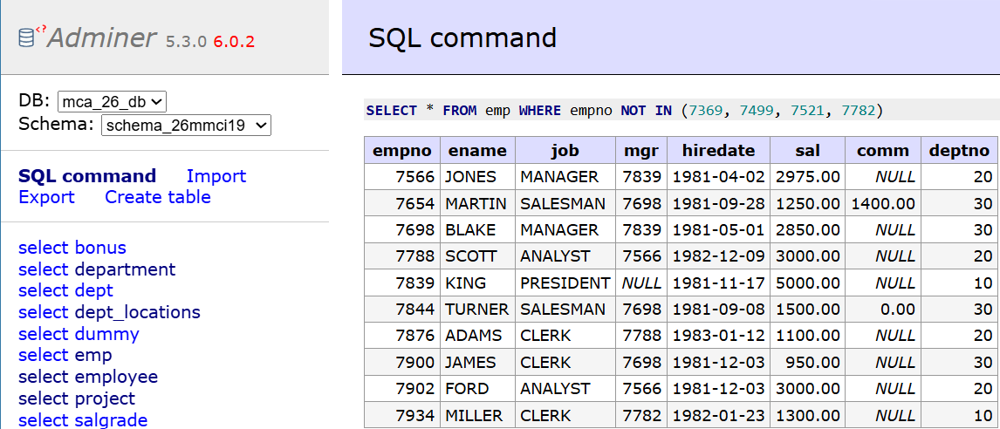 Adminer 5.3.0 6.0.2
DB: mca_26_db
Schema: schema_26mmci19
SQL command Import
Export Create table
select bonus
select department
select dept
select dept_locations
select dummy
select emp
select employee
select project
select salgrade
SQL command
SELECT * FROM emp WHERE empno NOT IN (7369, 7499, 7521, 7782)
empno ename job mgr hiredate sal comm deptno
7566 JONES MANAGER 7839 1981-04-02 2975.00 NULL 20
7654 MARTIN SALESMAN 7698 1981-09-28 1250.00 1400.00 30
7698 BLAKE MANAGER 7839 1981-05-01 2850.00 NULL 30
7788 SCOTT ANALYST 7566 1982-12-09 3000.00 NULL 20
7839 KING PRESIDENT NULL 1981-11-17 5000.00 NULL 10
7844 TURNER SALESMAN 7698 1981-09-08 1500.00 0.00 30
7876 ADAMS CLERK 7788 1983-01-12 1100.00 NULL 20
7900 JAMES CLERK 7698 1981-12-03 950.00 NULL 30
7902 FORD ANALYST 7566 1981-12-03 3000.00 NULL 20
7934 MILLER CLERK 7782 1982-01-23 1300.00 NULL 10